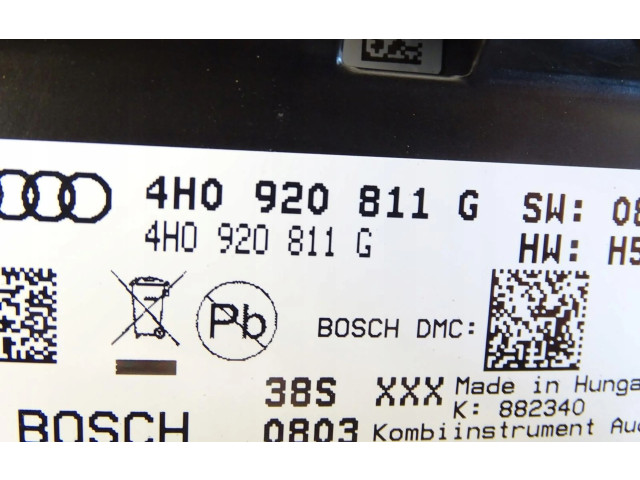 4H0 920 811 G SW: 08
4H0 920 811 G HW: H5
Pb BOSCH DMC:
38S XXX Made in Hunga
K: 882340
BOSCH 0803 Kombiinstrument Aud